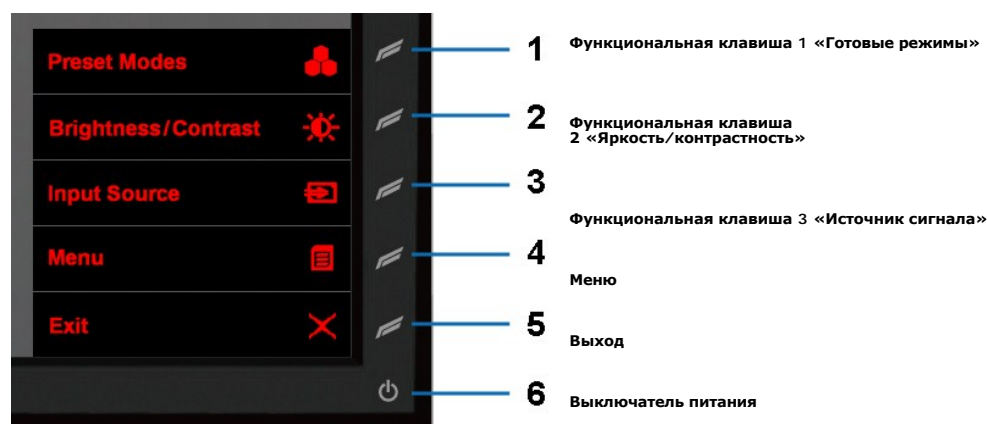 Preset Modes
1
Функциональная клавиша 1 «Готовые режимы»
Brightness/Contrast
2
Функциональная клавиша
2 «Яркость/контрастность»
Input Source
3
Функциональная клавиша 3 «Источник сигнала»
Menu
4
Меню
Exit
5
Выход
6
Выключатель питания